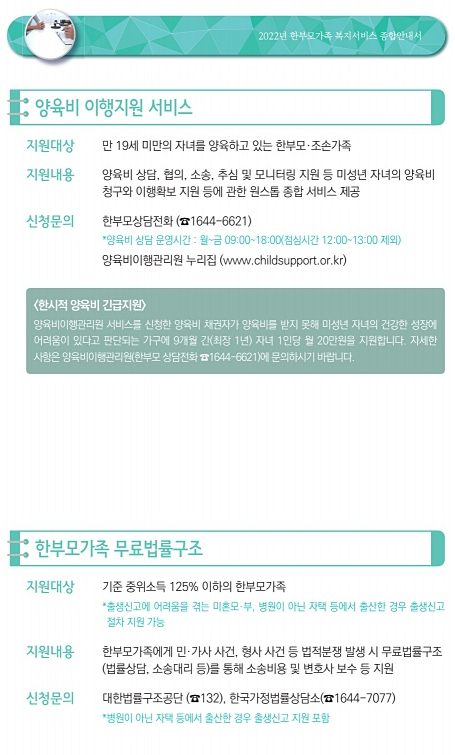 2022년 한부모가족 복지서비스 종합안내서
양육비 이행지원 서비스
지원대상 만 19세 미만의 자녀를 양육하고 있는 한부모·조손가족
지원내용 양육비 상담, 협의, 소송, 추심 및 모니터링 지원 등 미성년 자녀의 양육비
청구와 이행확보 지원 등에 관한 원스톱 종합 서비스 제공
신청문의 한부모상담전화 (☎1644-6621)
*양육비 상담 운영시간 : 월~금 09:00~18:00(점심시간 12:00~13:00 제외)
양육비이행관리원 누리집 (www.childsupport.or.kr)
<한시적 양육비 긴급지원>
양육비이행관리원 서비스를 신청한 양육비 채권자가 양육비를 받지 못해 미성년 자녀의 건강한 성장에
어려움이 있다고 판단되는 가구에 9개월 간(최장 1년) 자녀 1인당 월 20만원을 지원합니다. 자세한
사항은 양육비이행관리원(한부모 상담전화 ☎1644-6621)에 문의하시기 바랍니다.
한부모가족 무료법률구조
지원대상 기준 중위소득 125% 이하의 한부모가족
*출생신고에 어려움을 겪는 미혼모·부, 병원이 아닌 자택 등에서 출산한 경우 출생신고
절차 지원 가능
지원내용 한부모가족에게 민·가사 사건, 형사 사건 등 법적분쟁 발생 시 무료법률구조
(법률상담, 소송대리 등)를 통해 소송비용 및 변호사 보수 등 지원
신청문의 대한법률구조공단 (☎132), 한국가정법률상담소(☎1644-7077)
*병원이 아닌 자택 등에서 출산한 경우 출생신고 지원 포함